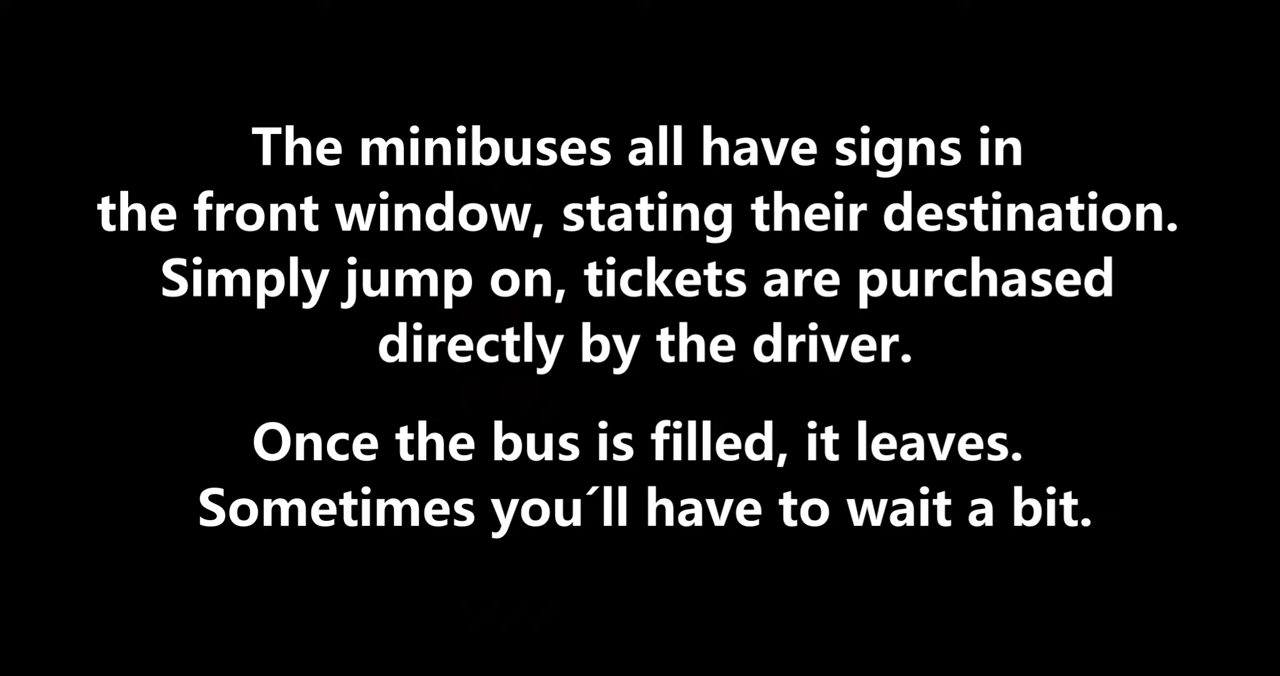 The minibuses all have signs in
the front window, stating their destination.
Simply jump on, tickets are purchased
directly by the driver.
Once the bus is filled, it leaves.
Sometimes you´ll have to wait a bit.